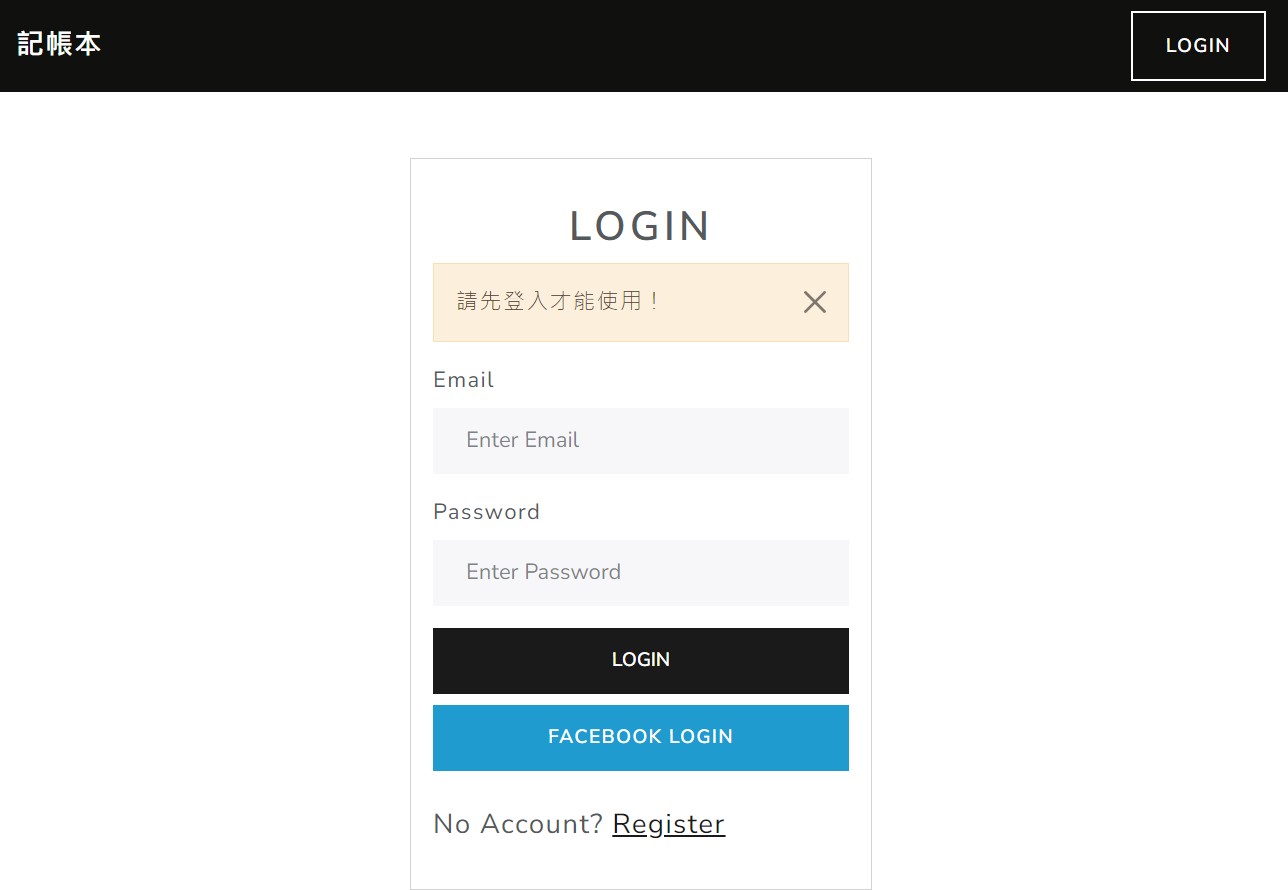 記帳本
LOGIN
LOGIN
請先登入才能使用！
Email
Enter Email
Password
Enter Password
LOGIN
FACEBOOK LOGIN
No Account? Register